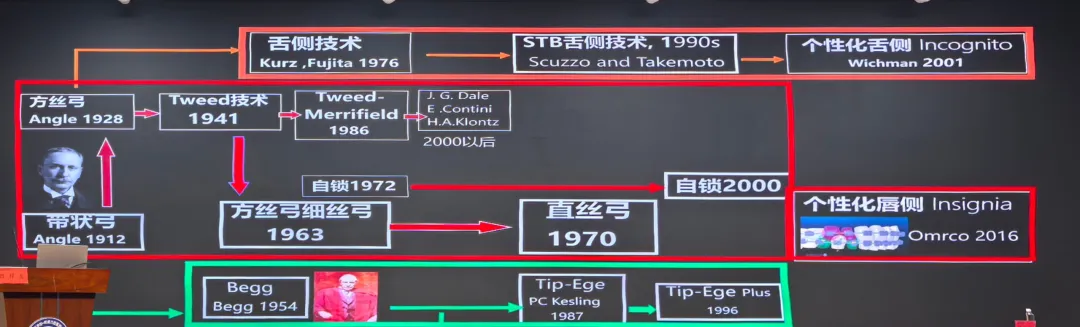 舌侧技术
Kurz ,Fujita 1976
STB舌侧技术, 1990s
Scuzzo and Takemoto
个性化舌侧 Incognito
Wichman 2001
方丝弓
Angle 1928
Tweed技术
1941
Tweed-
Merrifield
1986
J. G. Dale
E .Contini
H.A.Klontz
2000以后
自锁1972
自锁2000
带状弓
Angle 1912
方丝弓细丝弓
1963
直丝弓
1970
个性化唇侧 Insignia
Omrco 2016
Begg
Begg 1954
Tip-Ege
PC Kesling
1987
Tip-Ege Plus
1996